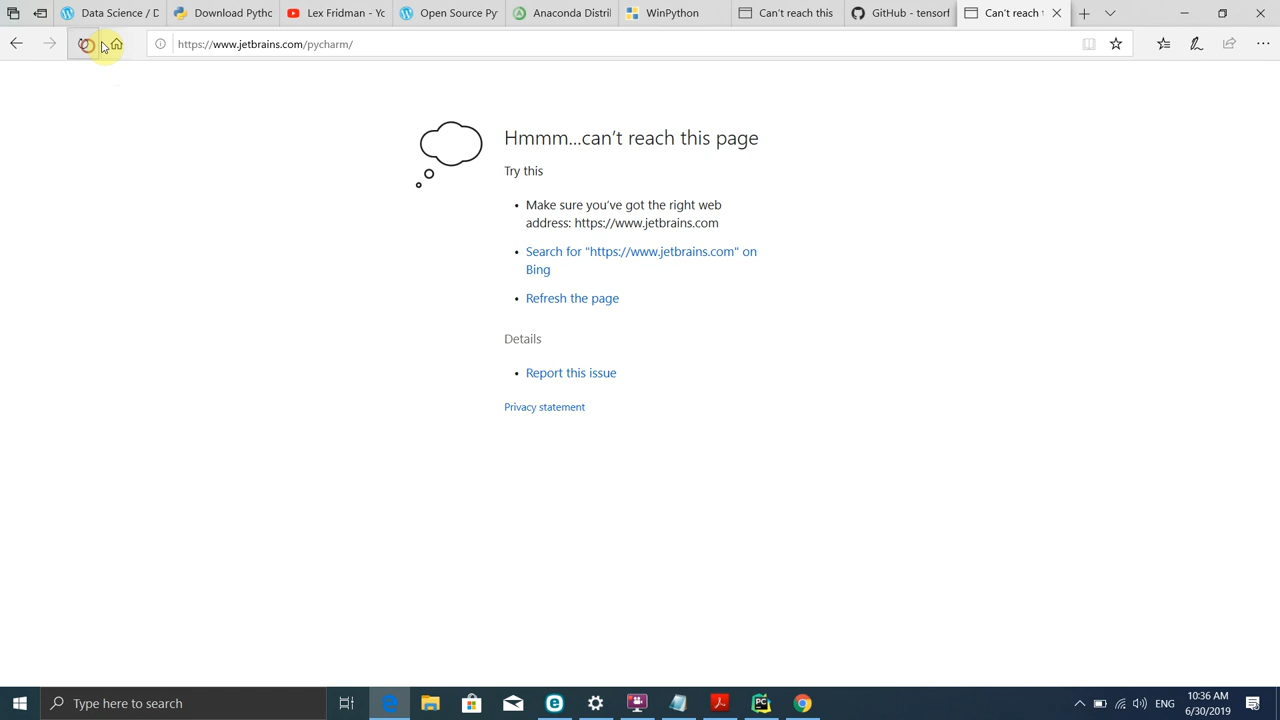 Data Science / D
Download Pytho
Lex Fridman - Yo
Open Source Py
Anaconda Distri
WinPython
Can't reach this
GitHub - tensorf
Can't reach t
https://www.jetbrains.com/pycharm/
Hmmm...can't reach this page
Try this
• Make sure you've got the right web
address: https://www.jetbrains.com
• Search for "https://www.jetbrains.com" on
Bing
• Refresh the page
Details
• Report this issue
Privacy statement
Type here to search
ENG
10:36 AM
6/30/2019